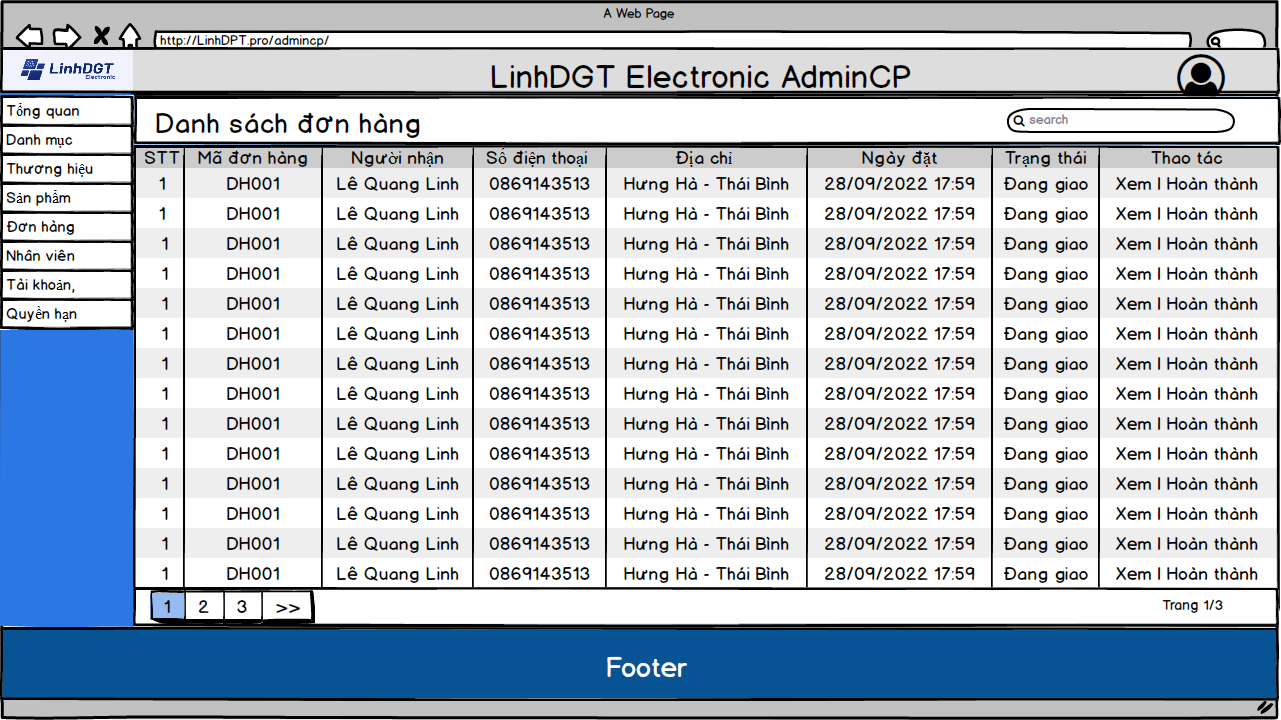 A Web Page
http://LinhDPT.pro/admincp/
LinhDGT
Electronic
LinhDGT Electronic AdminCP
Tổng quan
Danh mục
Thương hiệu
Sản phẩm
Đơn hàng
Nhân viên
Tài khoản,
Quyền hạn
Danh sách đơn hàng
search
STT Mã đơn hàng Người nhận Số điện thoại Địa chỉ Ngày đặt Trạng thái Thao tác
1 DH001 Lê Quang Linh 0869143513 Hưng Hà - Thái Bình 28/09/2022 17:59 Đang giao Xem | Hoàn thành
1 DH001 Lê Quang Linh 0869143513 Hưng Hà - Thái Bình 28/09/2022 17:59 Đang giao Xem | Hoàn thành
1 DH001 Lê Quang Linh 0869143513 Hưng Hà - Thái Bình 28/09/2022 17:59 Đang giao Xem | Hoàn thành
1 DH001 Lê Quang Linh 0869143513 Hưng Hà - Thái Bình 28/09/2022 17:59 Đang giao Xem | Hoàn thành
1 DH001 Lê Quang Linh 0869143513 Hưng Hà - Thái Bình 28/09/2022 17:59 Đang giao Xem | Hoàn thành
1 DH001 Lê Quang Linh 0869143513 Hưng Hà - Thái Bình 28/09/2022 17:59 Đang giao Xem | Hoàn thành
1 DH001 Lê Quang Linh 0869143513 Hưng Hà - Thái Bình 28/09/2022 17:59 Đang giao Xem | Hoàn thành
1 DH001 Lê Quang Linh 0869143513 Hưng Hà - Thái Bình 28/09/2022 17:59 Đang giao Xem | Hoàn thành
1 DH001 Lê Quang Linh 0869143513 Hưng Hà - Thái Bình 28/09/2022 17:59 Đang giao Xem | Hoàn thành
1 DH001 Lê Quang Linh 0869143513 Hưng Hà - Thái Bình 28/09/2022 17:59 Đang giao Xem | Hoàn thành
1 DH001 Lê Quang Linh 0869143513 Hưng Hà - Thái Bình 28/09/2022 17:59 Đang giao Xem | Hoàn thành
1 DH001 Lê Quang Linh 0869143513 Hưng Hà - Thái Bình 28/09/2022 17:59 Đang giao Xem | Hoàn thành
1 DH001 Lê Quang Linh 0869143513 Hưng Hà - Thái Bình 28/09/2022 17:59 Đang giao Xem | Hoàn thành
1 DH001 Lê Quang Linh 0869143513 Hưng Hà - Thái Bình 28/09/2022 17:59 Đang giao Xem | Hoàn thành
1 2 3 >>
Trang 1/3
Footer